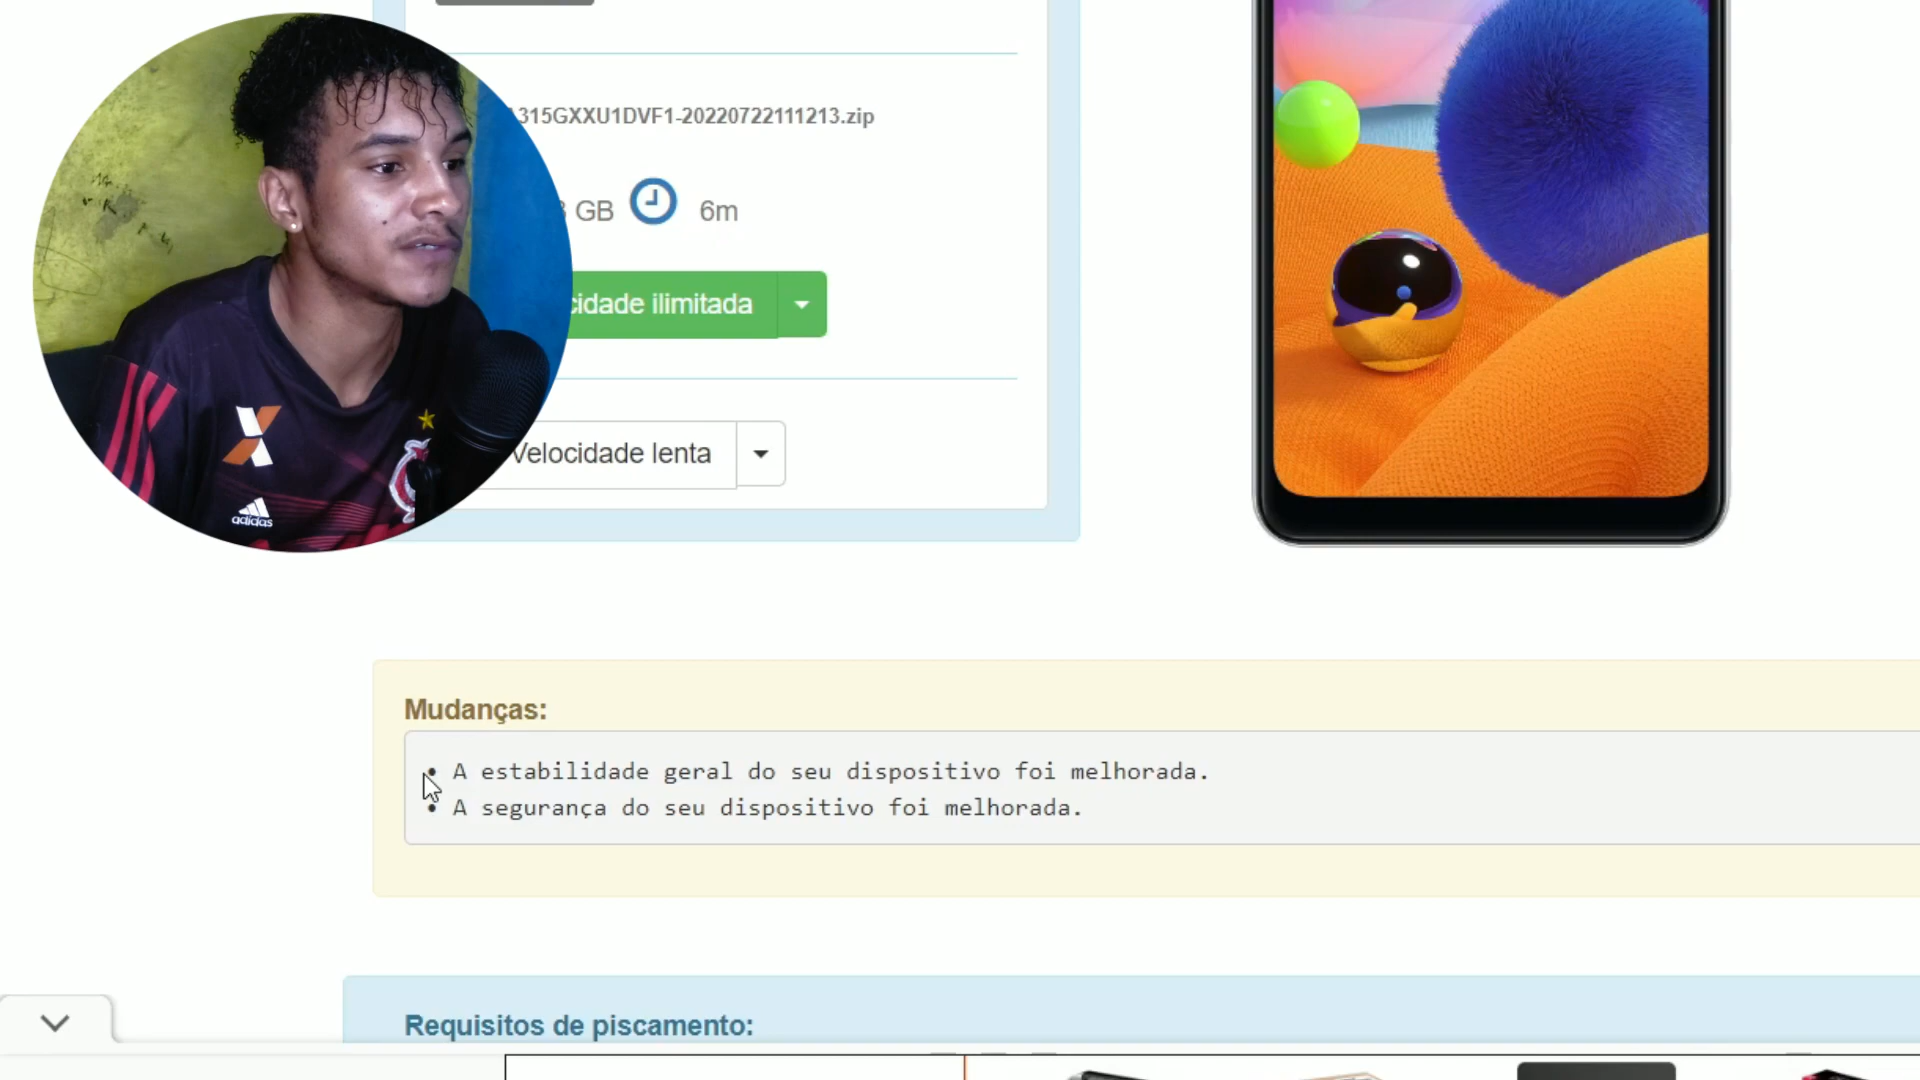 315GXXU1DVF1-20220722111213.zip
GB
6m
ilimitada
Velocidade lenta
adidas
Mudanças:
• A estabilidade geral do seu dispositivo foi melhorada.
• A segurança do seu dispositivo foi melhorada.
Requisitos de piscamento: